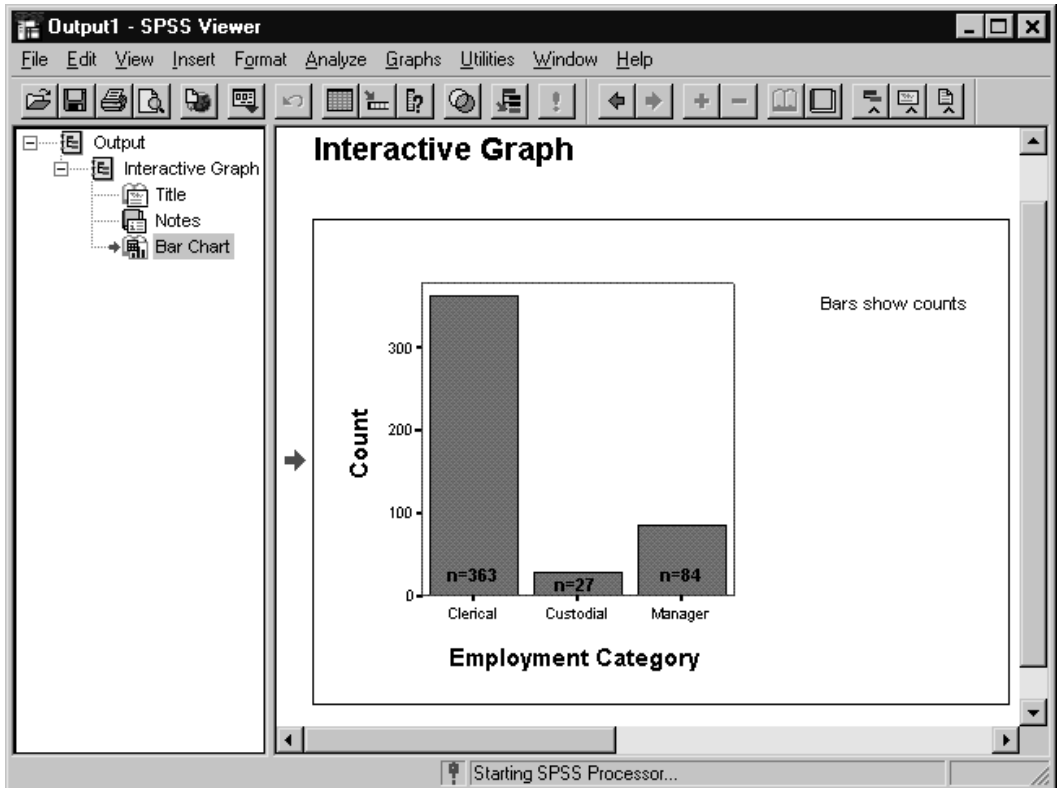 Output1 - SPSS Viewer
File Edit View Insert Format Analyze Graphs Utilities Window Help
Output
Interactive Graph
Title
Notes
Bar Chart
Interactive Graph
Bars show counts
Count
300
200
100
0
n=363
n=27
n=84
Clerical
Custodial
Manager
Employment Category
Starting SPSS Processor...